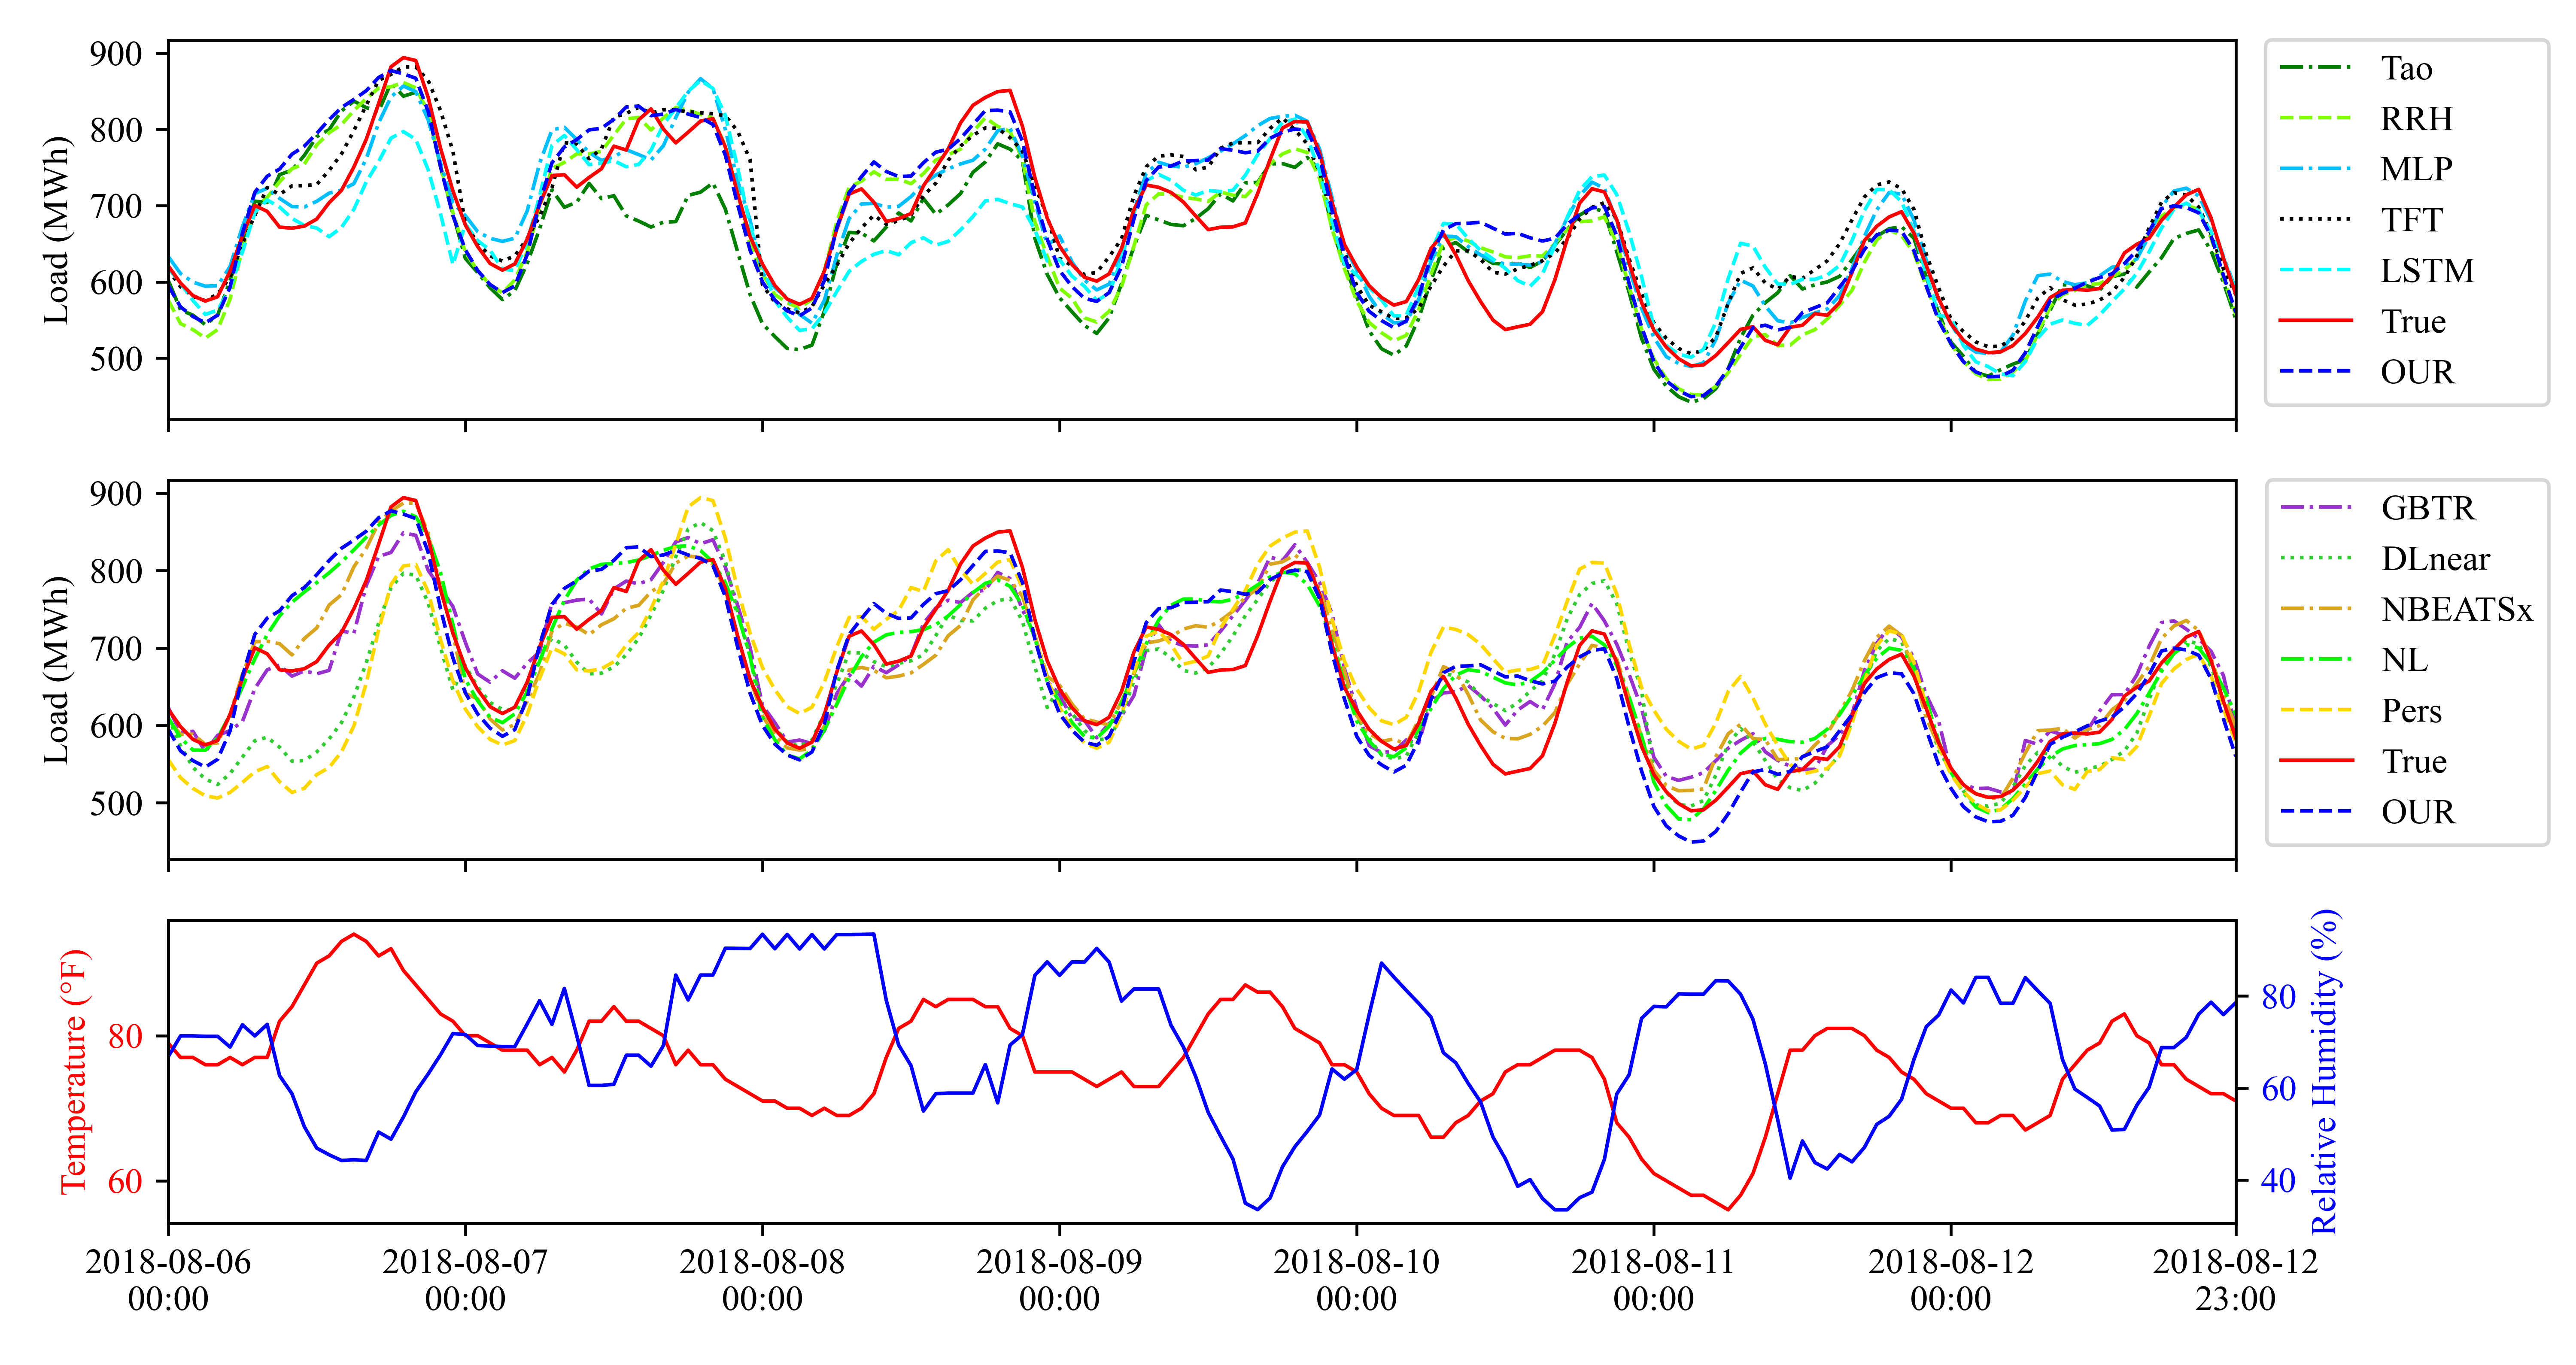 900
800
700
600
500
Load (MWh)
Tao
RRH
MLP
TFT
LSTM
True
OUR
900
800
700
600
500
Load (MWh)
GBTR
DLnear
NBEATSx
NL
Pers
True
OUR
80
60
Temperature (°F)
80
60
40
Relative Humidity (%)
2018-08-06 2018-08-07 2018-08-08 2018-08-09 2018-08-10 2018-08-11 2018-08-12 2018-08-12
00:00 00:00 00:00 00:00 00:00 00:00 00:00 23:00